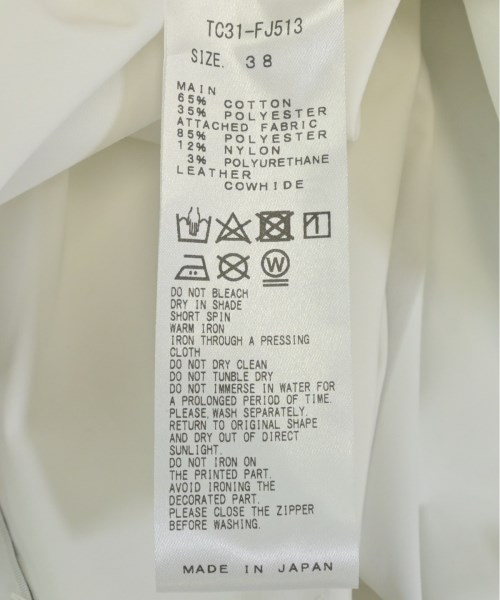 TC31-FJ513
SIZE. 38
MAIN
65% COTTON
35% POLYESTER
ATTACHED FABRIC
85% POLYESTER
12% NYLON
3% POLYURETHANE
LEATHER
COWHIDE
W
DO NOT BLEACH
DRY IN SHADE
SHORT SPIN
WARM IRON
IRON THROUGH A PRESSING
CLOTH
DO NOT DRY CLEAN
DO NOT TUNBLE DRY
DO NOT IMMERSE IN WATER FOR
A PROLONGED PERIOD OF TIME.
PLEASE,WASH SEPARATELY.
RETURN TO ORIGINAL SHAPE
AND DRY OUT OF DIRECT
SUNLIGHT.
DO NOT IRON ON
THE PRINTED PART.
AVOID IRONING THE
DECORATED PART.
PLEASE CLOSE THE ZIPPER
BEFORE WASHING.
MADE IN JAPAN